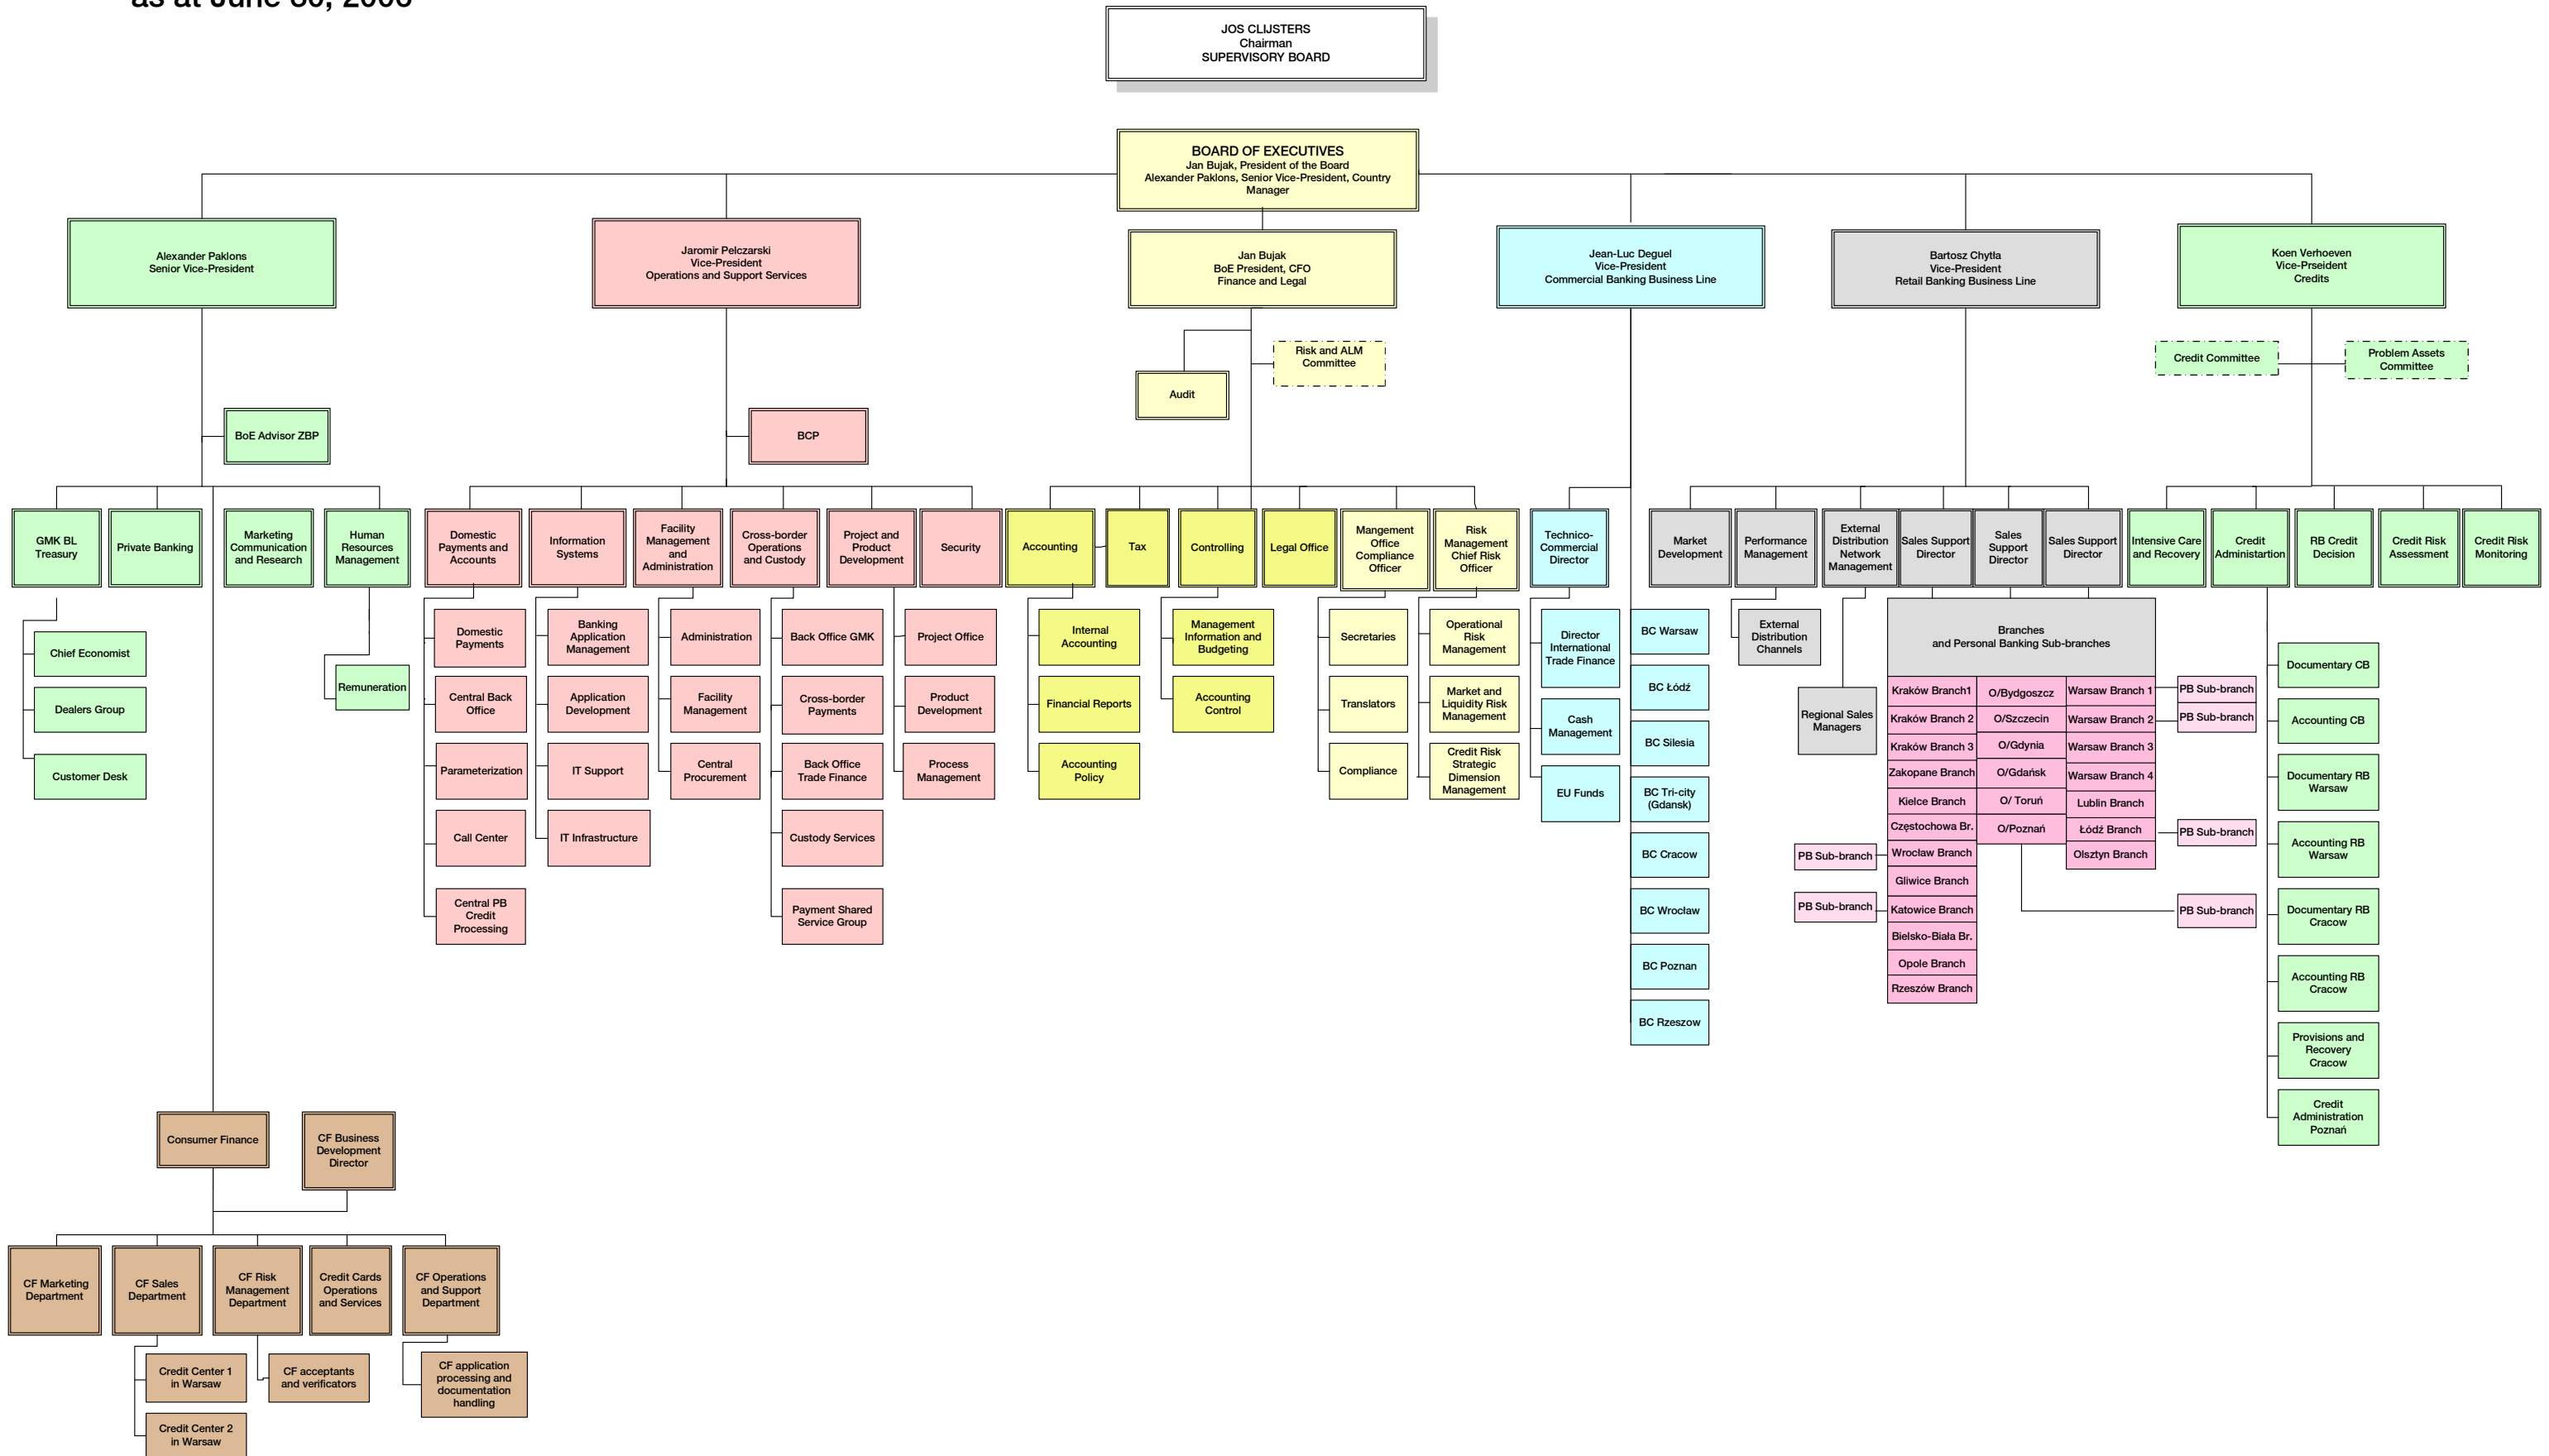 as at June 30, 2006
JOS CLIJSTERS
Chairman
SUPERVISORY BOARD
BOARD OF EXECUTIVES
Jan Bujak, President of the Board
Alexander Paklons, Senior Vice-President, Country
Manager
Alexander Paklons
Senior Vice-President
Jaromir Pelczarski
Vice-President
Operations and Support Services
Jan Bujak
BoE President, CFO
Finance and Legal
Jean-Luc Deguel
Vice-President
Commercial Banking Business Line
Bartosz Chytła
Vice-President
Retail Banking Business Line
Koen Verhoeven
Vice-Prseident
Credits
Risk and ALM
Committee
Credit Committee
Problem Assets
Committee
Audit
BoE Advisor ZBP
BCP
GMK BL
Treasury
Private Banking
Marketing
Communication
and Research
Human
Resources
Management
Domestic
Payments and
Accounts
Information
Systems
Facility
Management
and
Administration
Cross-border
Operations
and Custody
Project and
Product
Development
Security
Accounting
Tax
Controlling
Legal Office
Mangement
Office
Compliance
Officer
Risk
Management
Chief Risk
Officer
Technico-
Commercial
Director
Market
Development
Performance
Management
External
Distribution
Network
Management
Sales Support
Director
Sales
Support
Director
Sales Support
Director
Intensive Care
and Recovery
Credit
Administartion
RB Credit
Decision
Credit Risk
Assessment
Credit Risk
Monitoring
Chief Economist
Dealers Group
Customer Desk
Remuneration
Domestic
Payments
Central Back
Office
Parameterization
Call Center
Central PB
Credit
Processing
Banking
Application
Management
Application
Development
IT Support
IT Infrastructure
Administration
Facility
Management
Central
Procurement
Back Office GMK
Cross-border
Payments
Back Office
Trade Finance
Custody Services
Payment Shared
Service Group
Project Office
Product
Development
Process
Management
Internal
Accounting
Financial Reports
Accounting
Policy
Management
Information and
Budgeting
Accounting
Control
Secretaries
Translators
Compliance
Operational
Risk
Management
Market and
Liquidity Risk
Management
Credit Risk
Strategic
Dimension
Management
Director
International
Trade Finance
Cash
Management
EU Funds
BC Warsaw
BC Łódź
BC Silesia
BC Tri-city
(Gdansk)
BC Cracow
BC Wrocław
BC Poznan
BC Rzeszow
External
Distribution
Channels
Regional Sales
Managers
Branches
and Personal Banking Sub-branches
Kraków Branch1
Kraków Branch 2
Kraków Branch 3
Zakopane Branch
Kielce Branch
Częstochowa Br.
Wrocław Branch
Gliwice Branch
Katowice Branch
Bielsko-Biała Br.
Opole Branch
Rzeszów Branch
O/Bydgoszcz
O/Szczecin
O/Gdynia
O/Gdańsk
O/ Toruń
O/Poznań
Warsaw Branch 1
Warsaw Branch 2
Warsaw Branch 3
Warsaw Branch 4
Lublin Branch
Łódź Branch
Olsztyn Branch
PB Sub-branch
PB Sub-branch
PB Sub-branch
PB Sub-branch
PB Sub-branch
PB Sub-branch
Documentary CB
Accounting CB
Documentary RB
Warsaw
Accounting RB
Warsaw
Documentary RB
Cracow
Accounting RB
Cracow
Provisions and
Recovery
Cracow
Credit
Administration
Poznań
Consumer Finance
CF Business
Development
Director
CF Marketing
Department
CF Sales
Department
CF Risk
Management
Department
Credit Cards
Operations
and Services
CF Operations
and Support
Department
Credit Center 1
in Warsaw
Credit Center 2
in Warsaw
CF acceptants
and verificators
CF application
processing and
documentation
handling